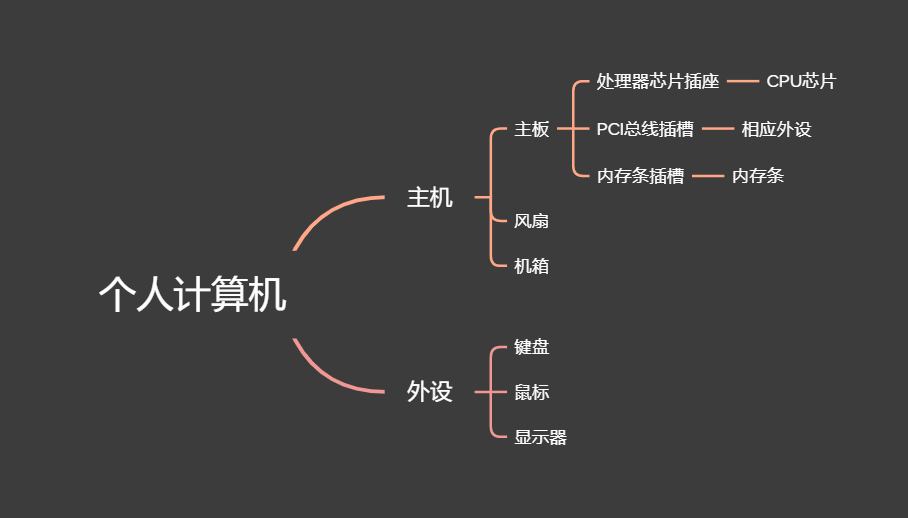 个人计算机
主机
主板
处理器芯片插座
CPU芯片
PCI总线插槽
相应外设
内存条插槽
内存条
风扇
机箱
外设
键盘
鼠标
显示器